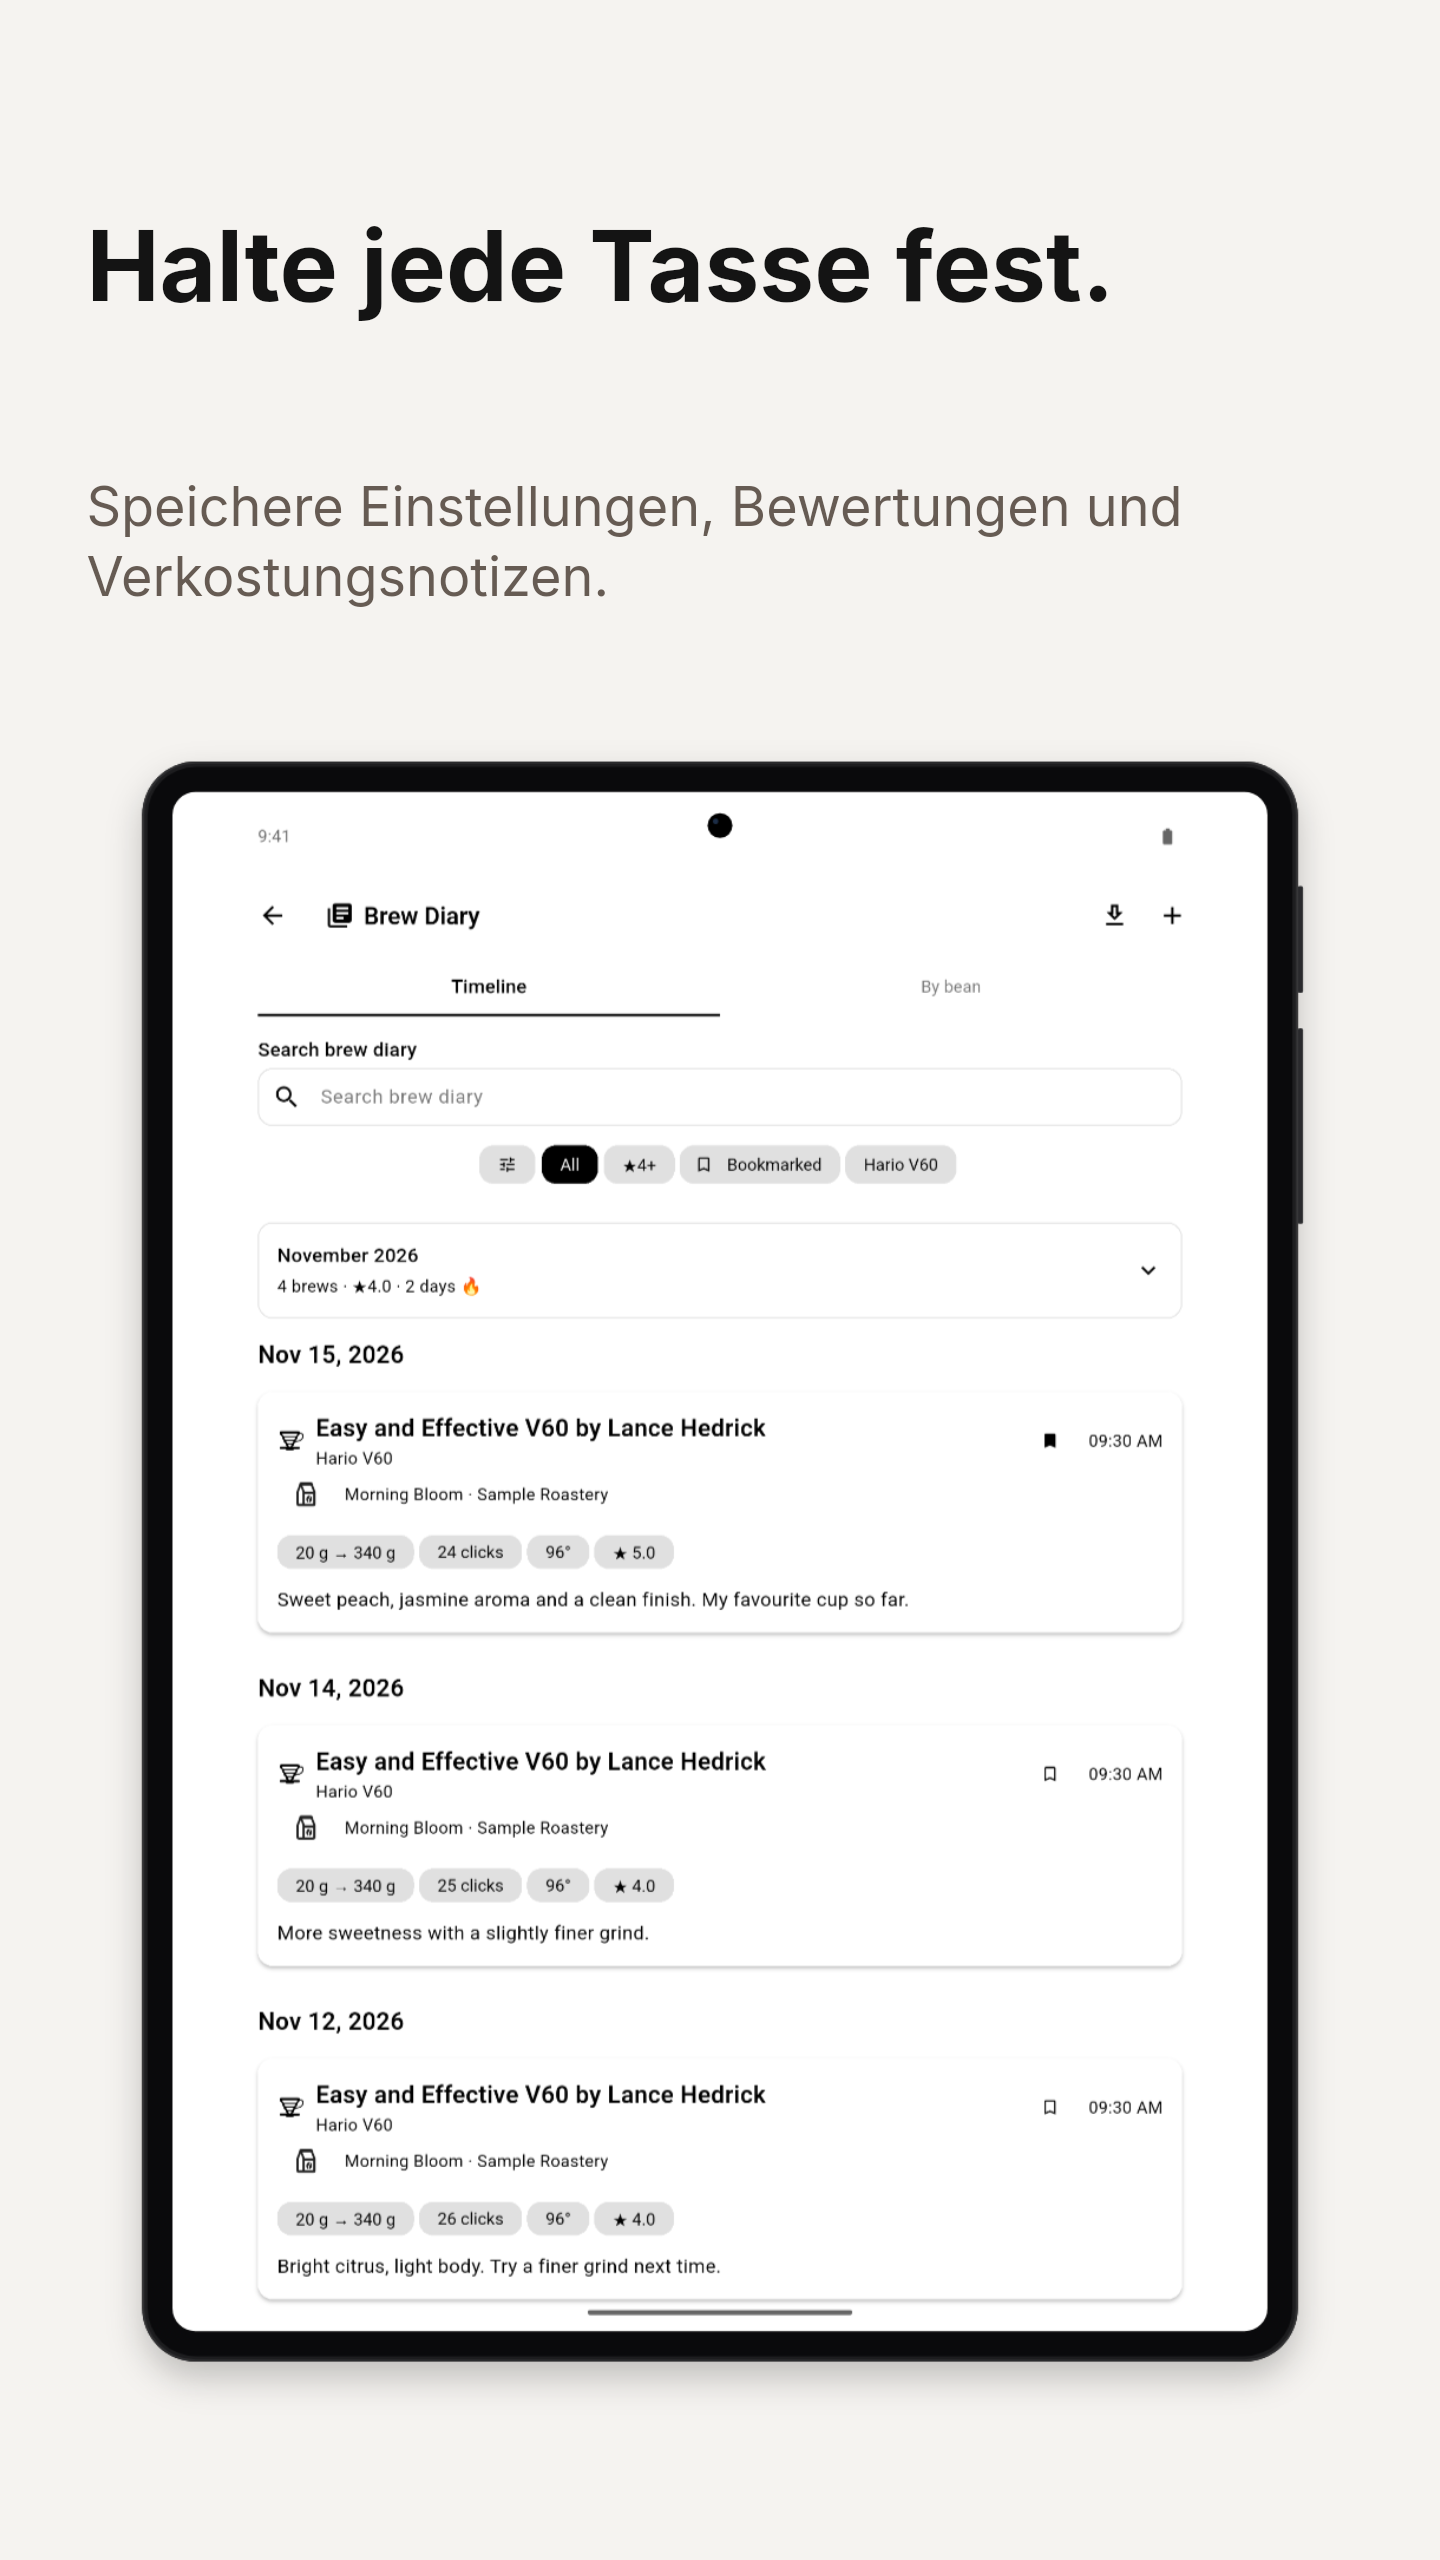 Halte jede Tasse fest.
Speichere Einstellungen, Bewertungen und
Verkostungsnotizen.
9:41
Brew Diary
Timeline
By bean
Search brew diary
Search brew diary
All
★4+
Bookmarked
Hario V60
November 2026
4 brews · ★4.0 · 2 days 🔥
Nov 15, 2026
Easy and Effective V60 by Lance Hedrick
09:30 AM
Hario V60
Morning Bloom · Sample Roastery
20 g → 340 g
24 clicks
96°
★ 5.0
Sweet peach, jasmine aroma and a clean finish. My favourite cup so far.
Nov 14, 2026
Easy and Effective V60 by Lance Hedrick
09:30 AM
Hario V60
Morning Bloom · Sample Roastery
20 g → 340 g
25 clicks
96°
★ 4.0
More sweetness with a slightly finer grind.
Nov 12, 2026
Easy and Effective V60 by Lance Hedrick
09:30 AM
Hario V60
Morning Bloom · Sample Roastery
20 g → 340 g
26 clicks
96°
★ 4.0
Bright citrus, light body. Try a finer grind next time.